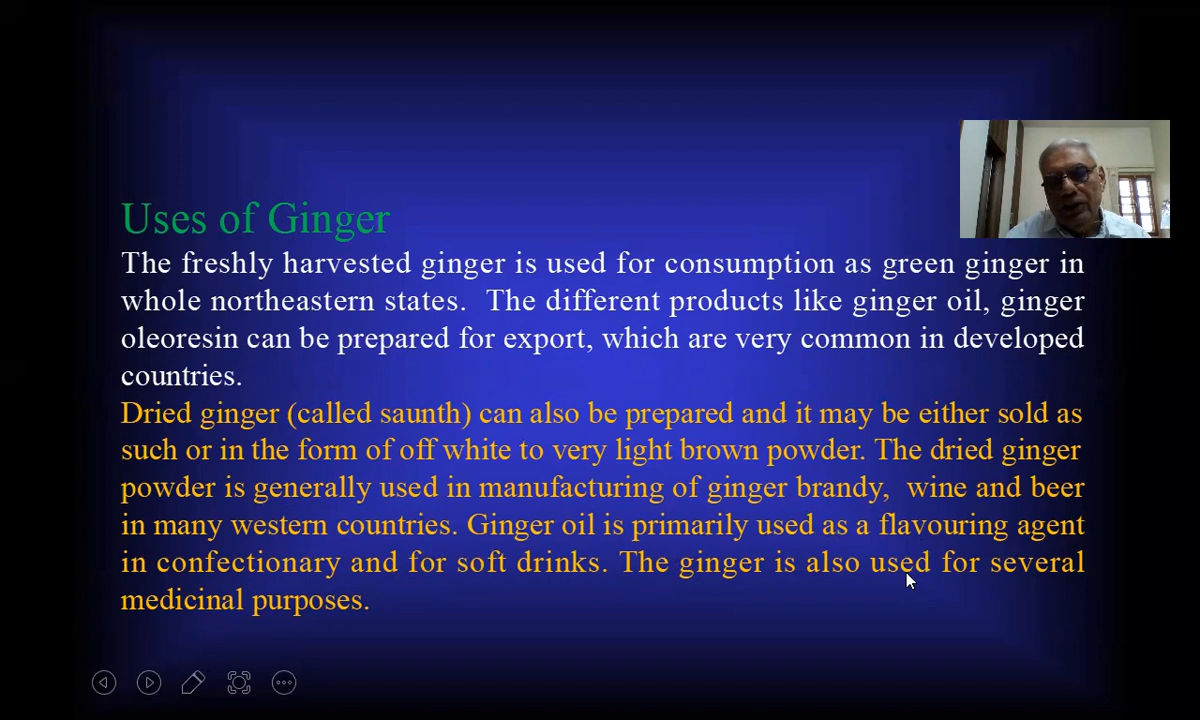 Uses of Ginger
The freshly harvested ginger is used for consumption as green ginger in
whole northeastern states.  The different products like ginger oil, ginger
oleoresin can be prepared for export, which are very common in developed
countries.
Dried ginger (called saunth) can also be prepared and it may be either sold as
such or in the form of off white to very light brown powder. The dried ginger
powder is generally used in manufacturing of ginger brandy,  wine and beer
in many western countries. Ginger oil is primarily used as a flavouring agent
in confectionary and for soft drinks. The ginger is also used for several
medicinal purposes.